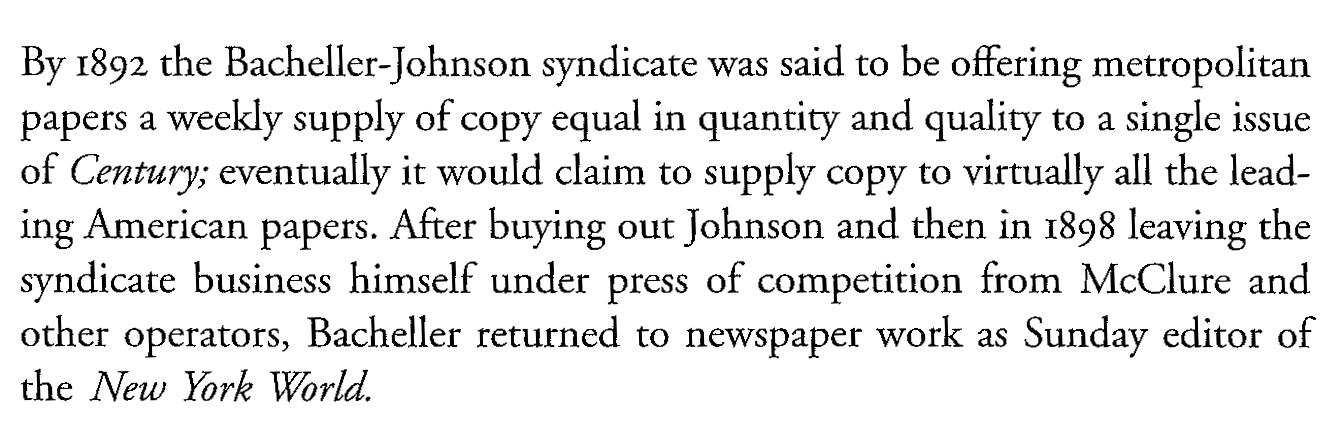 By 1892 the Bacheller-Johnson syndicate was said to be offering metropolitan
papers a weekly supply of copy equal in quantity and quality to a single issue
of Century; eventually it would claim to supply copy to virtually all the lead-
ing American papers. After buying out Johnson and then in 1898 leaving the
syndicate business himself under press of competition from McClure and
other operators, Bacheller returned to newspaper work as Sunday editor of
the New York World.